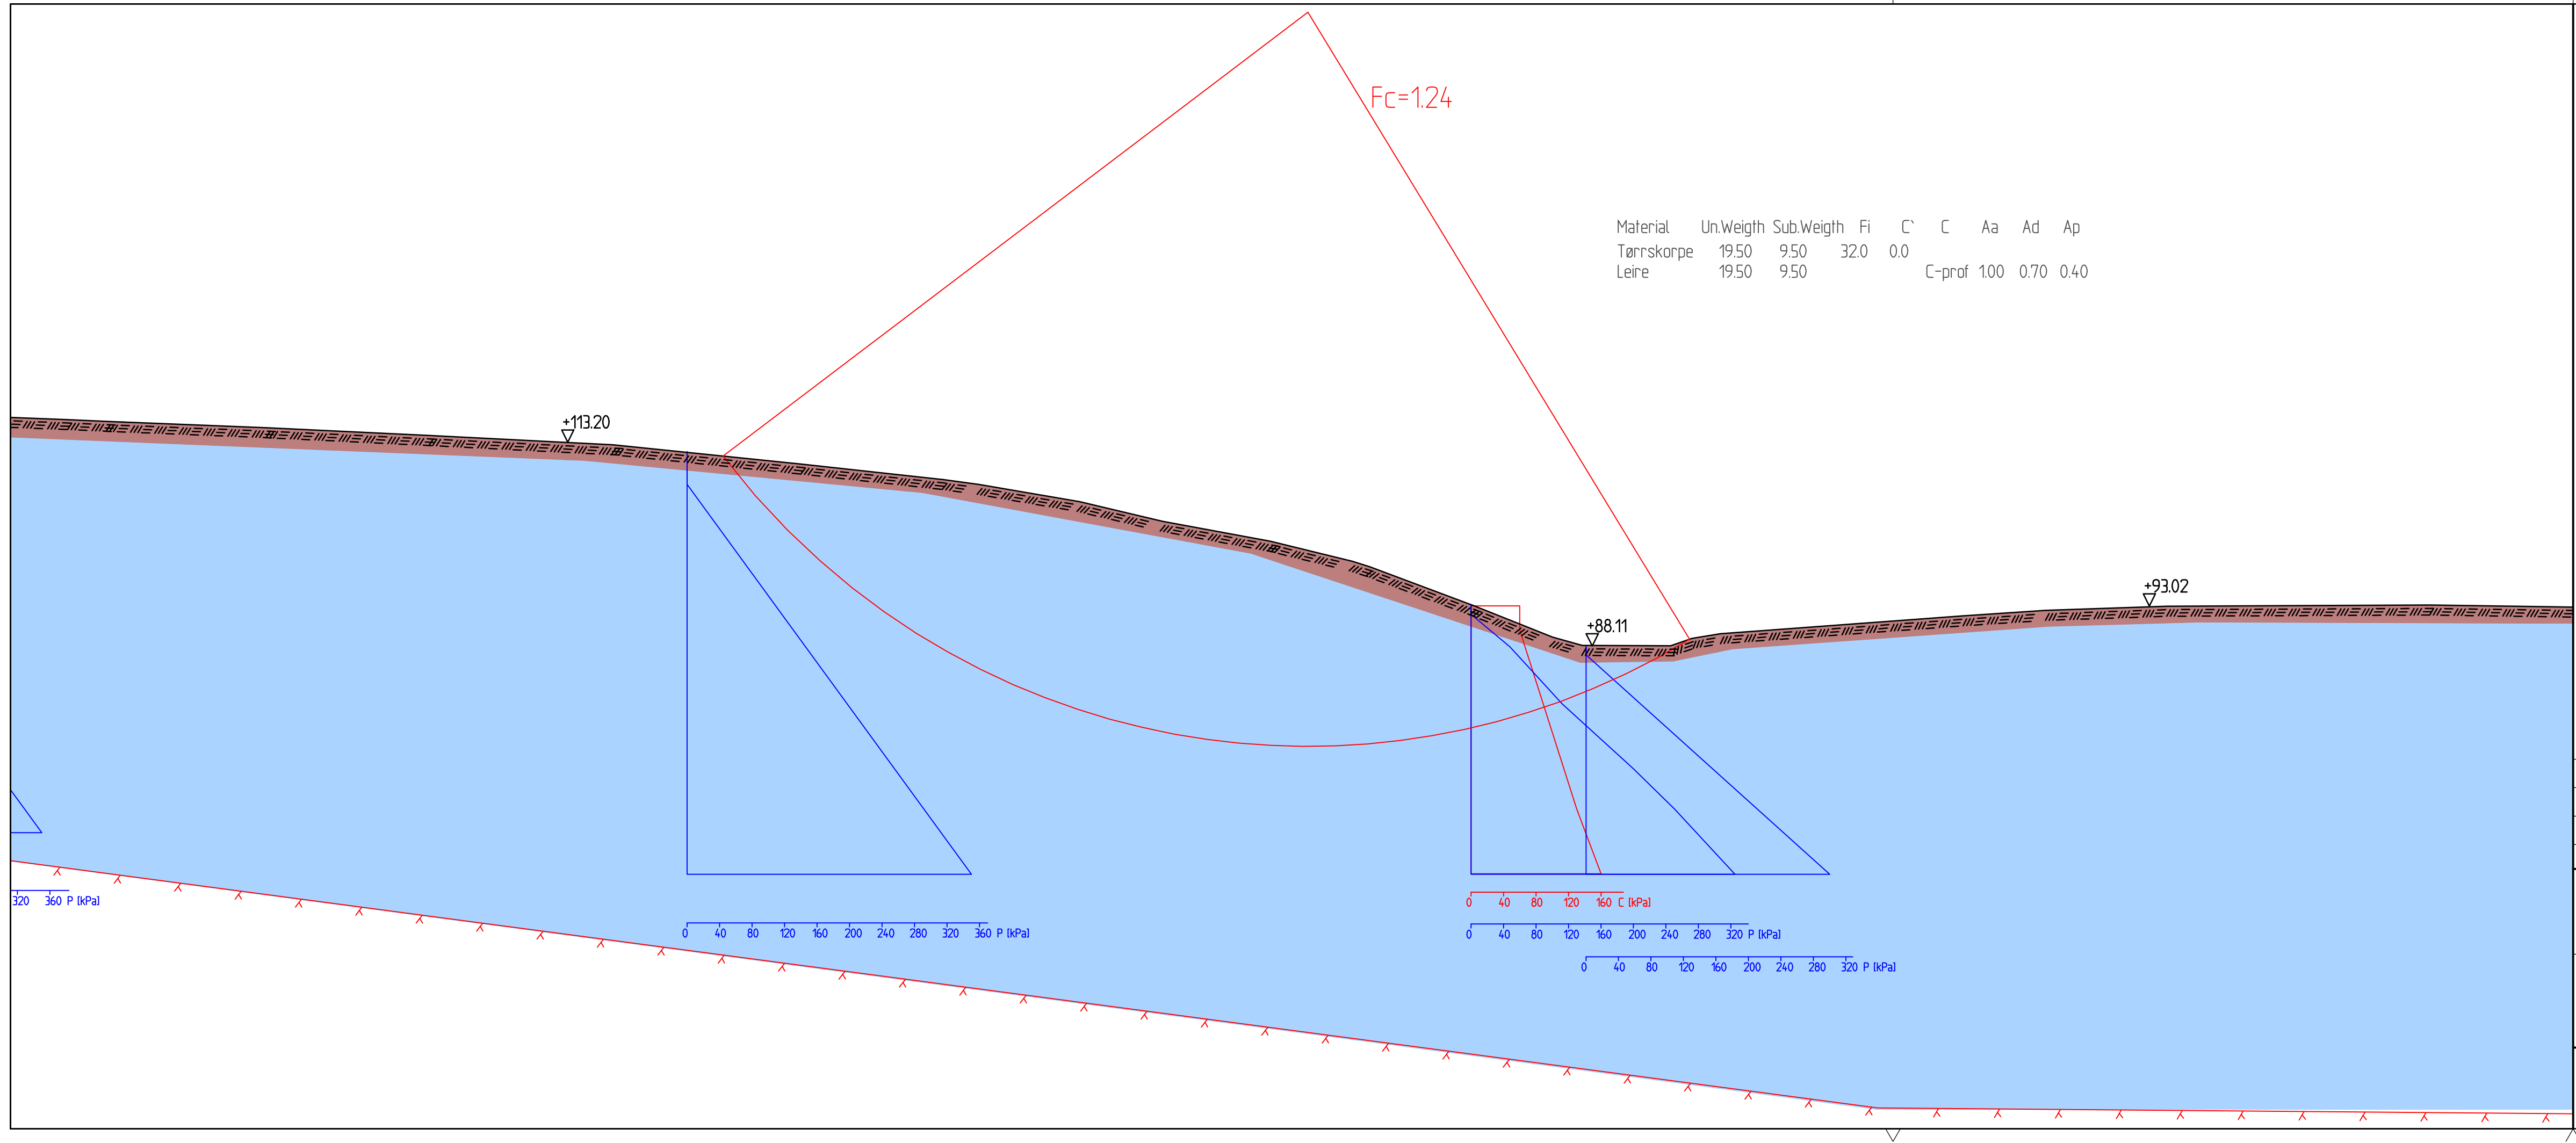 Fc=1.24
Material Un.Weigth Sub.Weigth Fi C` C Aa Ad Ap
Tørrskorpe 19.50 9.50 32.0 0.0
Leire 19.50 9.50 C-prof 1.00 0.70 0.40
+113.20
+93.02
+88.11
320 360 P [kPa]
0 40 80 120 160 C [kPa]
0 40 80 120 160 200 240 280 320 360 P [kPa]
0 40 80 120 160 200 240 280 320 P [kPa]
0 40 80 120 160 200 240 280 320 P [kPa]